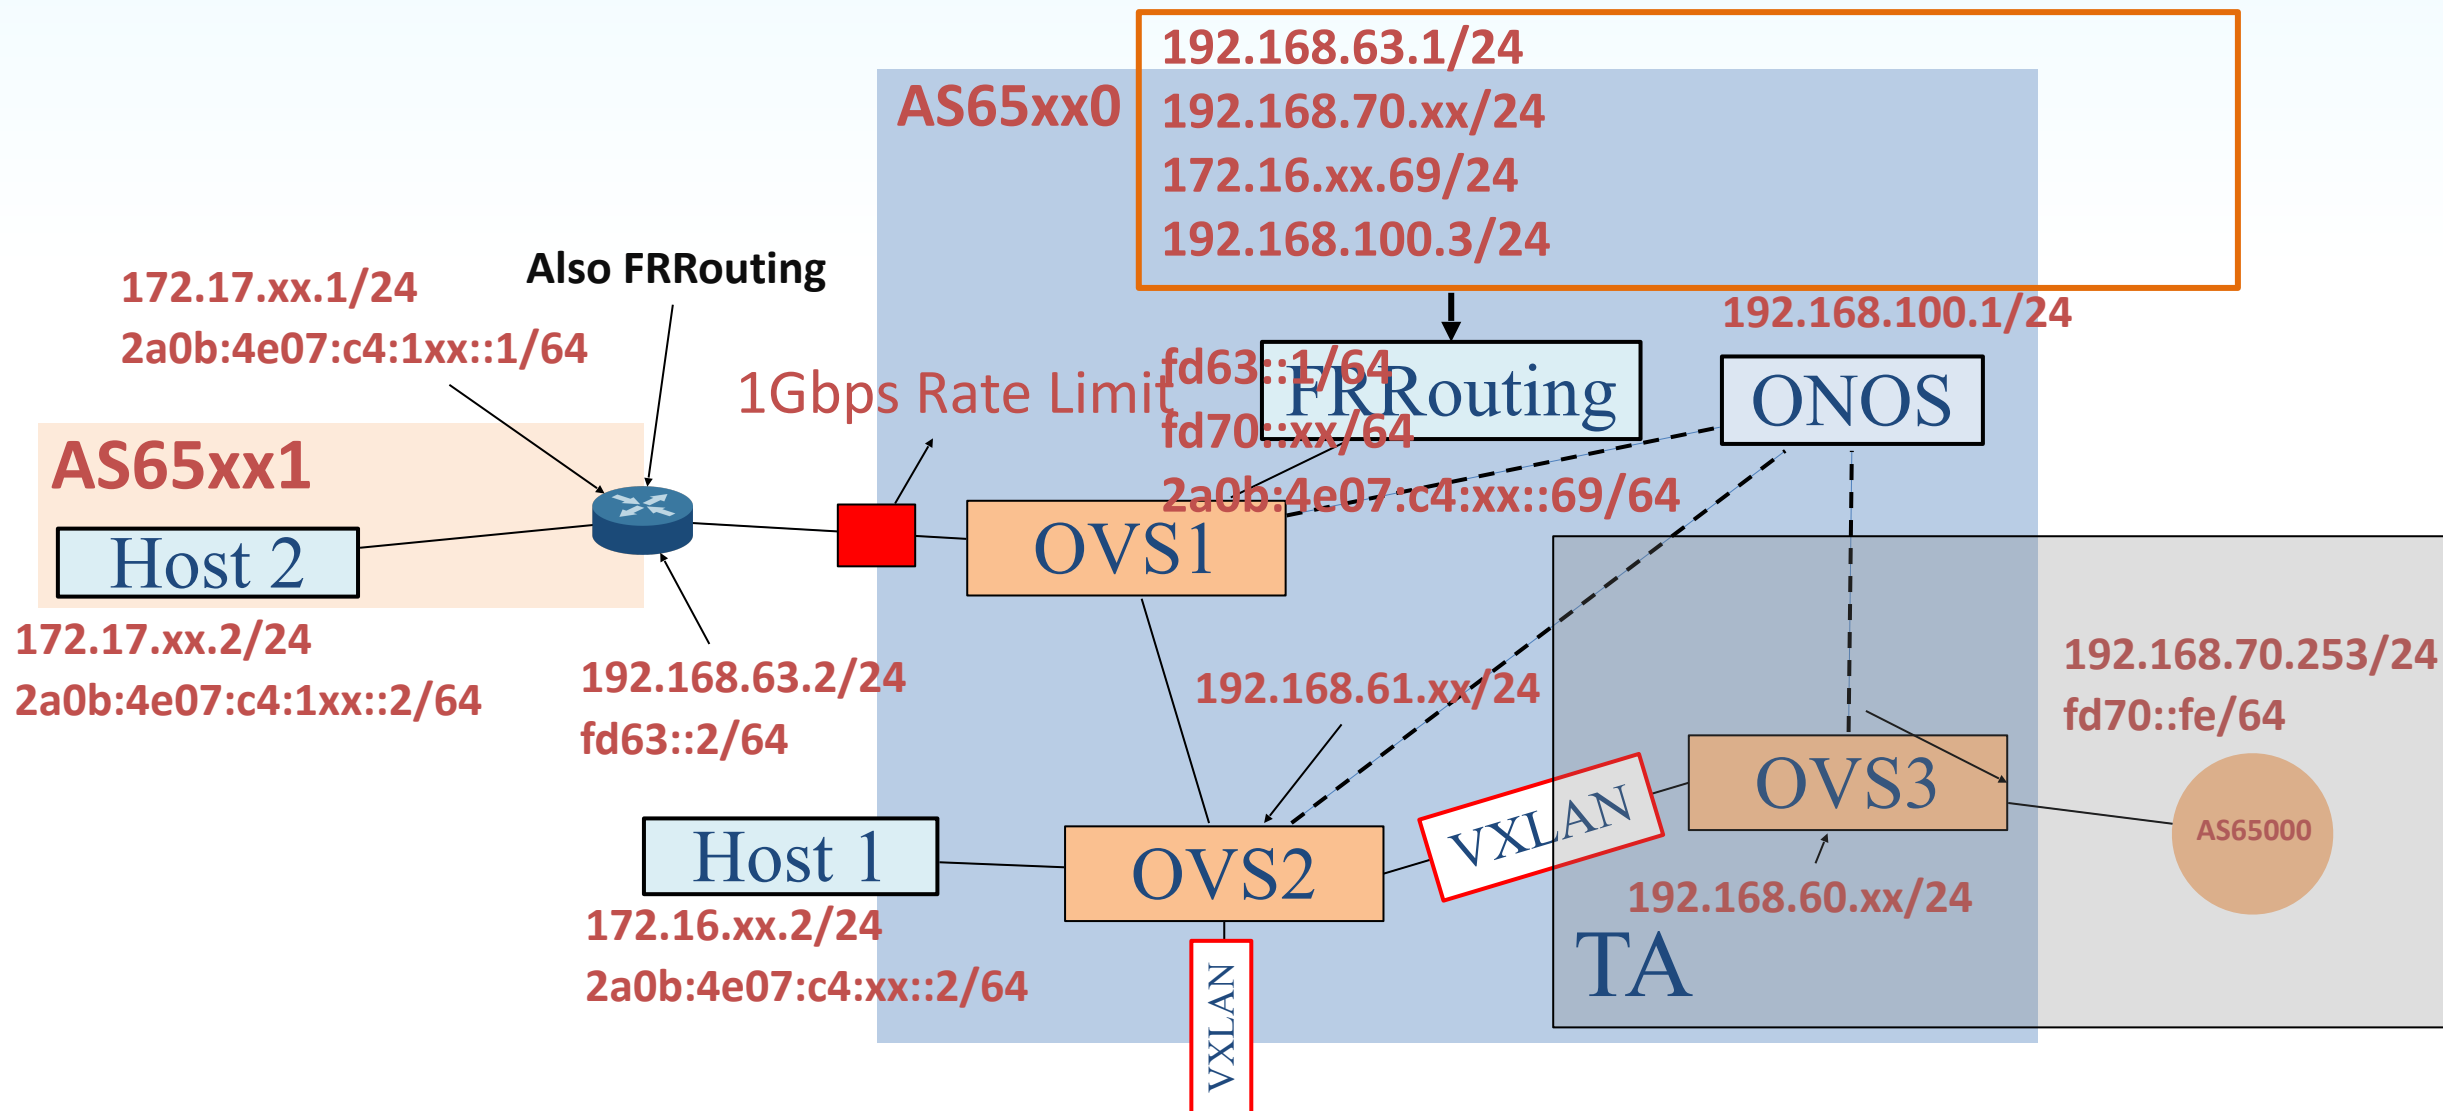 192.168.63.1/24
192.168.70.xx/24
172.16.xx.69/24
192.168.100.3/24
AS65xx0
Also FRRouting
172.17.xx.1/24
2a0b:4e07:c4:1xx::1/64
192.168.100.1/24
1Gbps Rate Limit
fd63::1/64
fd70::xx/64
2a0b:4e07:c4:xx::69/64
FRRouting
ONOS
AS65xx1
Host 2
OVS1
172.17.xx.2/24
2a0b:4e07:c4:1xx::2/64
192.168.63.2/24
fd63::2/64
192.168.61.xx/24
192.168.70.253/24
fd70::fe/64
OVS3
AS65000
VXLAN
Host 1
OVS2
192.168.60.xx/24
172.16.xx.2/24
2a0b:4e07:c4:xx::2/64
TA
VXLAN